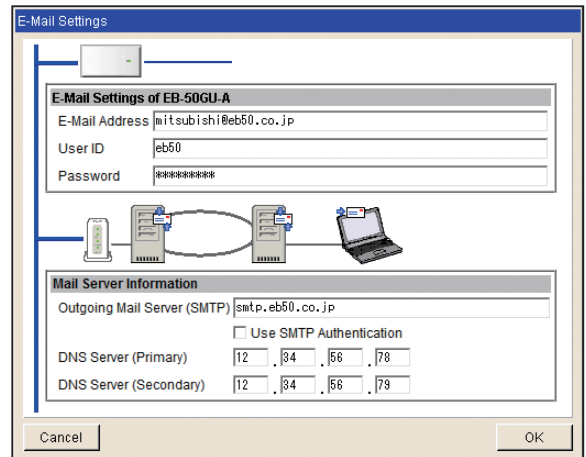 E-Mail Settings
E-Mail Settings of EB-50GU-A
E-Mail Address mitsubishi@eb50.co.jp
User ID eb50
Password *********
Mail Server Information
Outgoing Mail Server (SMTP) smtp.eb50.co.jp
Use SMTP Authentication
DNS Server (Primary) 12 . 34 . 56 . 78
DNS Server (Secondary) 12 . 34 . 56 . 79
Cancel OK